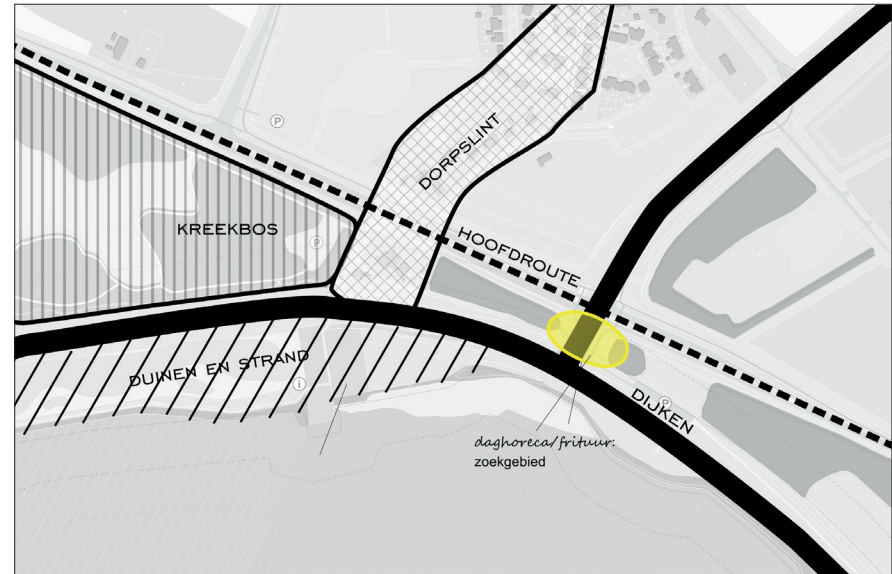 DORPSLINT
KREEKBOS
HOOFDROUTE
DUINEN EN STRAND
DIJKEN
daghoreca/frituur:
zoekgebied
P
P
P
i